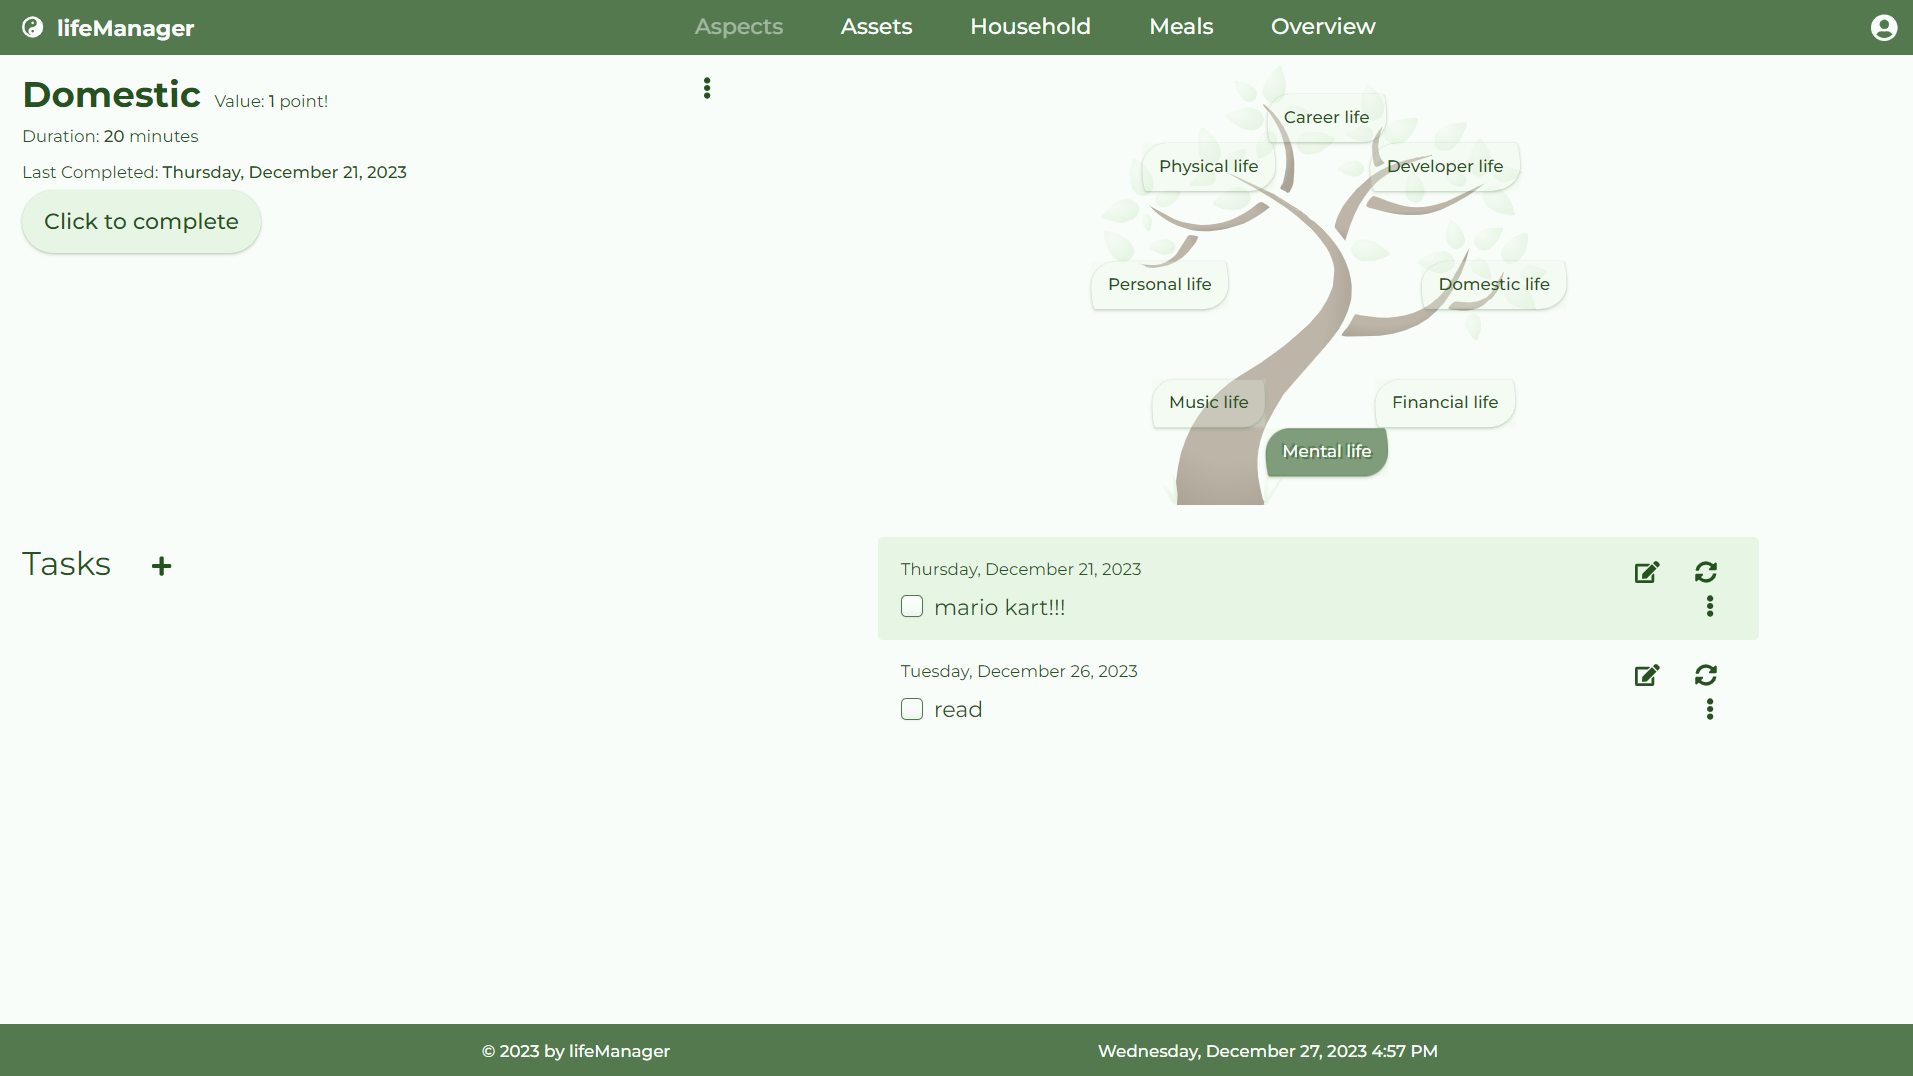 lifeManager
Aspects Assets Household Meals Overview
Domestic Value: 1 point!
Duration: 20 minutes
Last Completed: Thursday, December 21, 2023
Click to complete
Career life
Physical life
Developer life
Personal life
Domestic life
Music life
Financial life
Mental life
Tasks
Thursday, December 21, 2023
mario kart!!!
Tuesday, December 26, 2023
read
© 2023 by lifeManager
Wednesday, December 27, 2023 4:57 PM